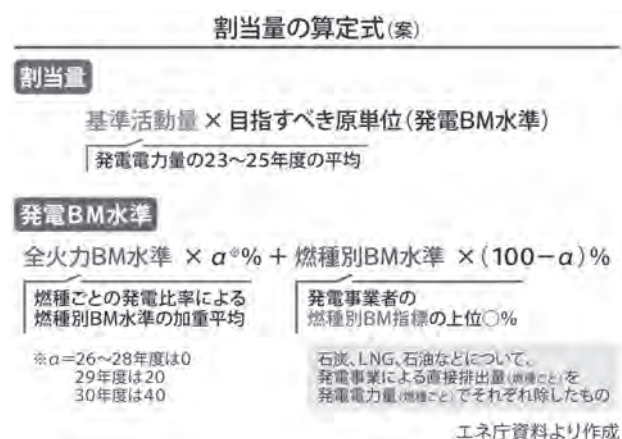 割当量の算定式(案)
割当量
基準活動量×目指すべき原単位(発電BM水準)
発電電力量の23～25年度の平均
発電BM水準
全火力BM水準 × α※% + 燃種別BM水準 ×(100-α)%
燃種ごとの発電比率による
燃種別BM水準の加重平均
発電事業者の
燃種別BM指標の上位○%
※α=26～28年度は0
29年度は20
30年度は40
石炭、LNG、石油などについて、
発電事業による直接排出量(燃種ごと)を
発電電力量(燃種ごと)でそれぞれ除したもの
エネ庁資料より作成